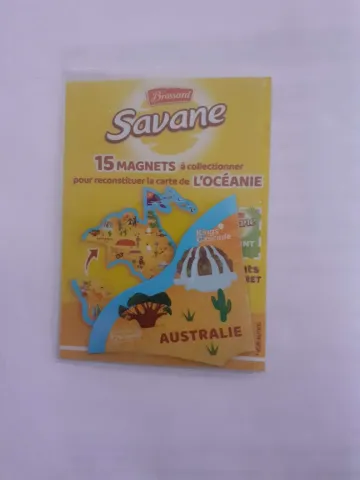 Brossard
Savane
15 MAGNETS à collectionner
pour reconstituer la carte de L'OCÉANIE
AUSTRALIE